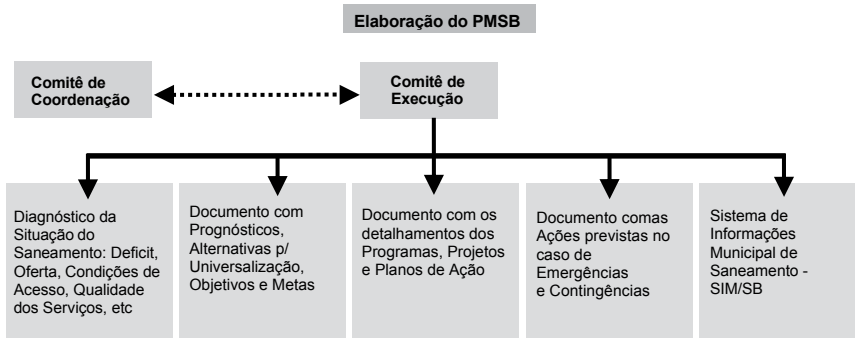 Elaboração do PMSB
Comitê de
Coordenação
Comitê de
Execução
Diagnóstico da
Situação do
Saneamento: Deficit,
Oferta, Condições de
Acesso, Qualidade
dos Serviços, etc
Documento com
Prognósticos,
Alternativas p/
Universalização,
Objetivos e Metas
Documento com os
detalhamentos dos
Programas, Projetos
e Planos de Ação
Documento comas
Ações previstas no
caso de
Emergências
e Contingências
Sistema de
Informações
Municipal de
Saneamento -
SIM/SB